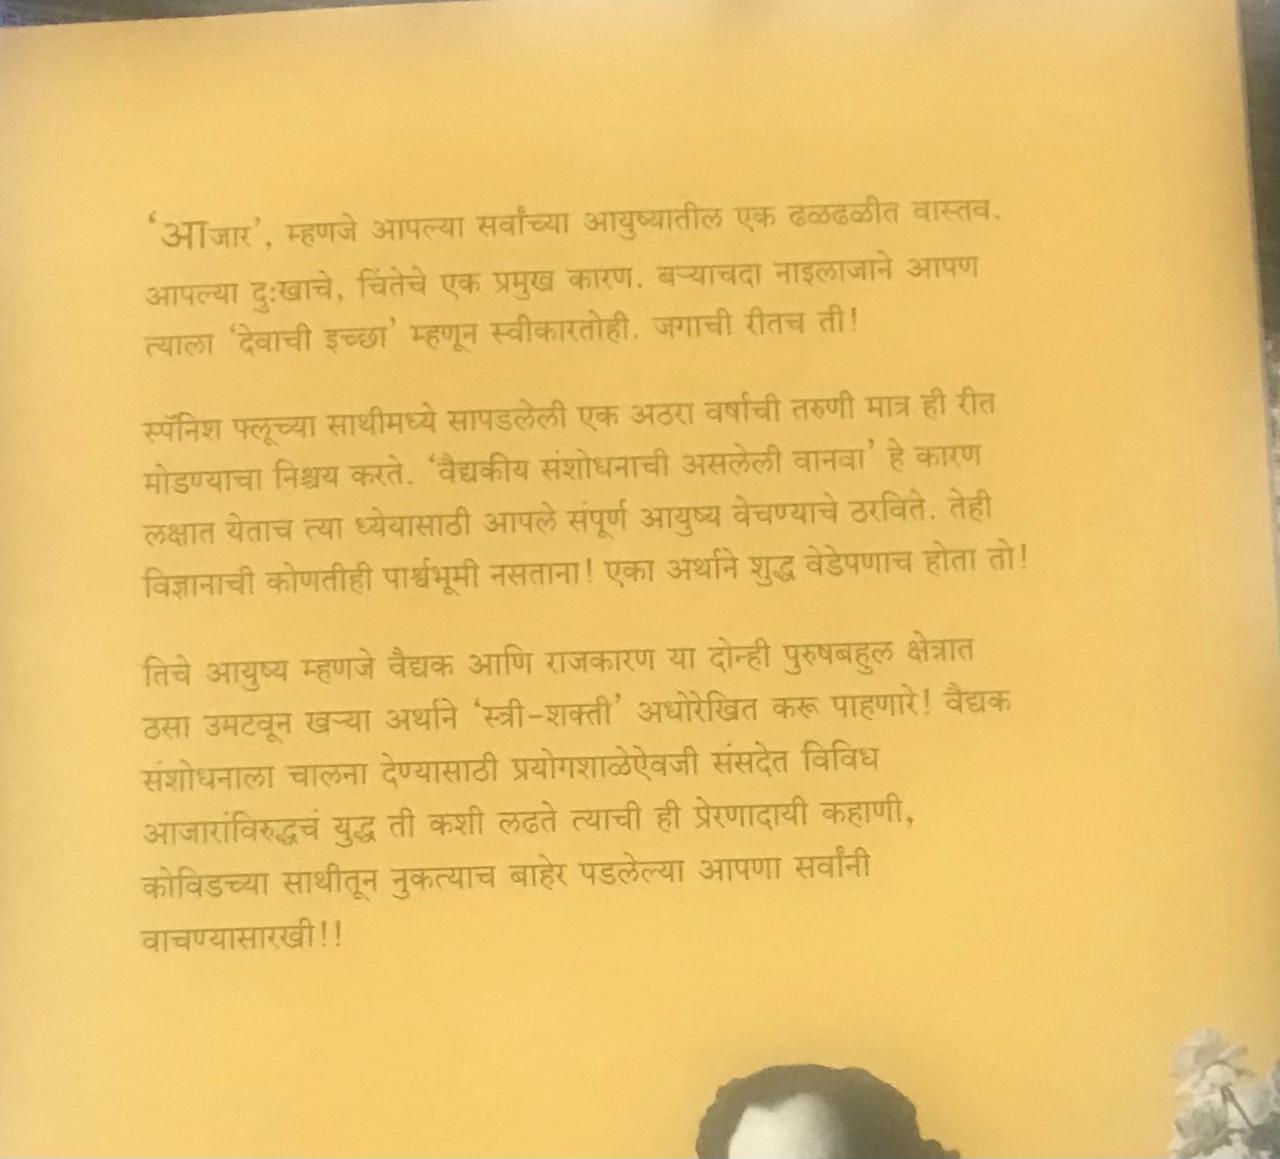 ‘आजार’, म्हणजे आपल्या सर्वांच्या आयुष्यातील एक ढळढळीत वास्तव.
आपल्या दुःखाचे, चिंतेचे एक प्रमुख कारण. बऱ्याचदा नाइलाजाने आपण
त्याला ‘देवाची इच्छा’ म्हणून स्वीकारतोही. जगाची रीतच ती!
स्पॅनिश फ्लूच्या साथीमध्ये सापडलेली एक अठरा वर्षाची तरुणी मात्र ही रीत
मोडण्याचा निश्चय करते. ‘वैद्यकीय संशोधनाची असलेली वानवा’ हे कारण
लक्षात येताच त्या ध्येयासाठी आपले संपूर्ण आयुष्य वेचण्याचे ठरविते. तेही
विज्ञानाची कोणतीही पार्श्वभूमी नसताना! एका अर्थाने शुद्ध वेडेपणाच होता तो!
तिचे आयुष्य म्हणजे वैद्यक आणि राजकारण या दोन्ही पुरुषबहुल क्षेत्रात
ठसा उमटवून खऱ्या अर्थाने ‘स्त्री-शक्ती’ अधोरेखित करू पाहणारे! वैद्यक
संशोधनाला चालना देण्यासाठी प्रयोगशाळेऐवजी संसदेत विविध
आजारांविरुद्धचं युद्ध ती कशी लढते त्याची ही प्रेरणादायी कहाणी,
कोविडच्या साथीतून नुकत्याच बाहेर पडलेल्या आपणा सर्वांनी
वाचण्यासारखी!!